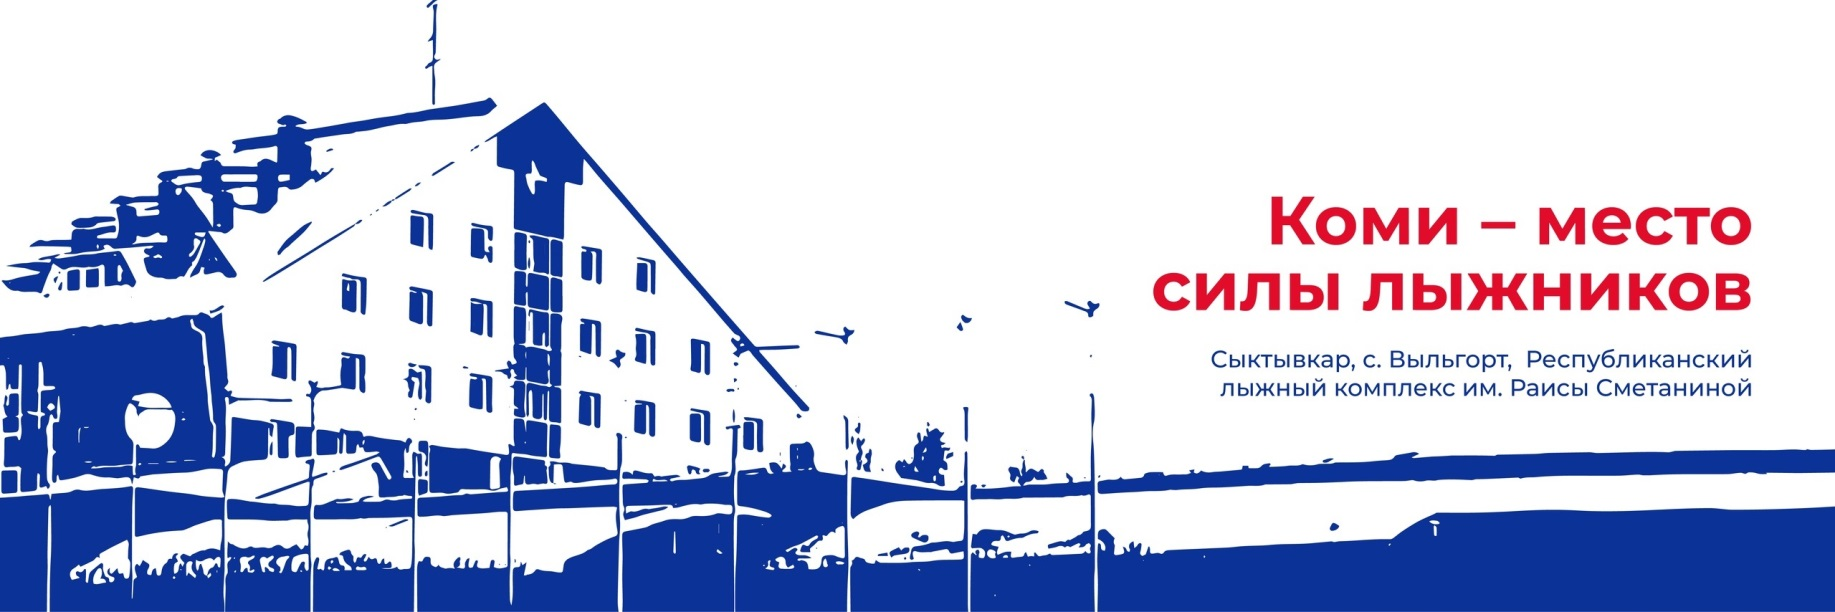 Коми – место
силы лыжников
Сыктывкар, с. Выльгорт, Республиканский
лыжный комплекс им. Раисы Сметаниной